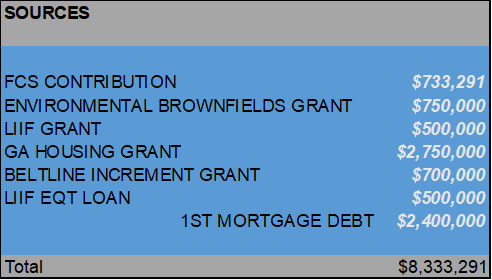 SOURCES
FCS CONTRIBUTION $733,291
ENVIRONMENTAL BROWNFIELDS GRANT $750,000
LIIF GRANT $500,000
GA HOUSING GRANT $2,750,000
BELTLINE INCREMENT GRANT $700,000
LIIF EQT LOAN $500,000
1ST MORTGAGE DEBT $2,400,000
Total $8,333,291